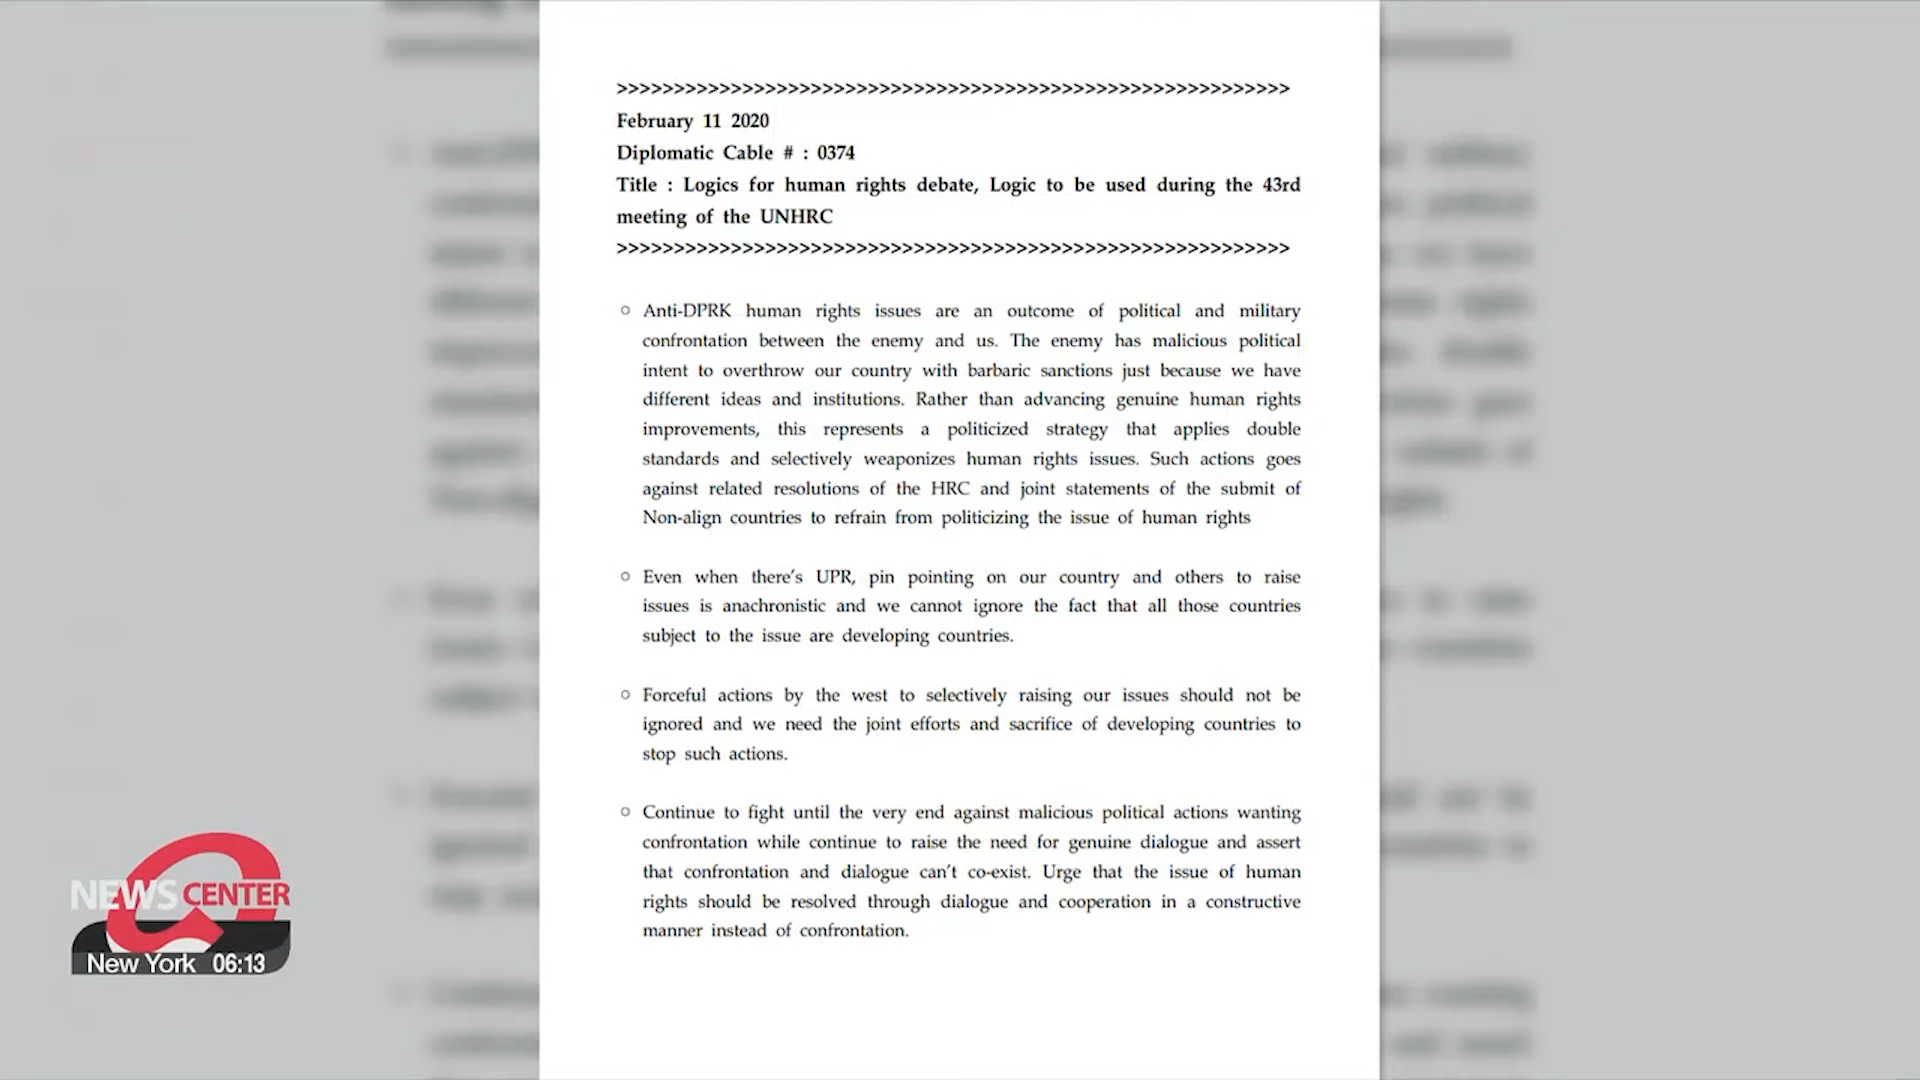 >>>>>>>>>>>>>>>>>>>>>>>>>>>>>>>>>>>>>>>>>>>>>>>>>>>>>>>>>>>
February 11 2020
Diplomatic Cable # : 0374
Title : Logics for human rights debate, Logic to be used during the 43rd
meeting of the UNHRC
>>>>>>>>>>>>>>>>>>>>>>>>>>>>>>>>>>>>>>>>>>>>>>>>>>>>>>>>>>>
○ Anti-DPRK human rights issues are an outcome of political and military
confrontation between the enemy and us. The enemy has malicious political
intent to overthrow our country with barbaric sanctions just because we have
different ideas and institutions. Rather than advancing genuine human rights
improvements, this represents a politicized strategy that applies double
standards and selectively weaponizes human rights issues. Such actions goes
against related resolutions of the HRC and joint statements of the submit of
Non-align countries to refrain from politicizing the issue of human rights
○ Even when there's UPR, pin pointing on our country and others to raise
issues is anachronistic and we cannot ignore the fact that all those countries
subject to the issue are developing countries.
○ Forceful actions by the west to selectively raising our issues should not be
ignored and we need the joint efforts and sacrifice of developing countries to
stop such actions.
○ Continue to fight until the very end against malicious political actions wanting
confrontation while continue to raise the need for genuine dialogue and assert
that confrontation and dialogue can't co-exist. Urge that the issue of human
rights should be resolved through dialogue and cooperation in a constructive
manner instead of confrontation.
NEWS CENTER
New York 06:13